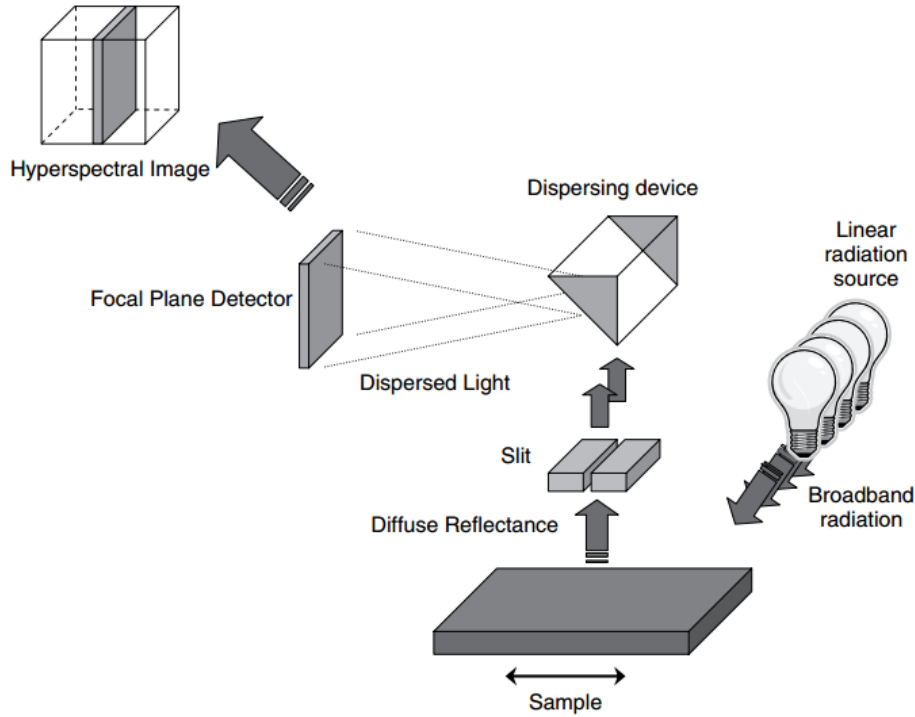 Hyperspectral Image
Dispersing device
Linear
radiation
source
Focal Plane Detector
Dispersed Light
Slit
Broadband
radiation
Diffuse Reflectance
Sample